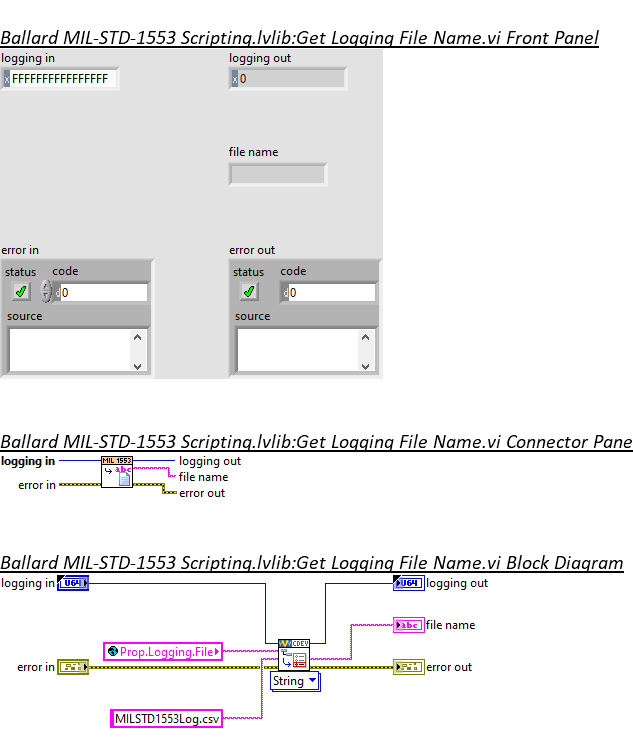 Ballard MIL-STD-1553 Scripting.lvlib:Get Logging File Name.vi Front Panel
logging in
logging out
x FFFFFFFFFFFFFFFF
x 0
file name
error in
error out
status code
status code
d 0
d 0
source
source
Ballard MIL-STD-1553 Scripting.lvlib:Get Logging File Name.vi Connector Pane
logging in
MIL 1553
logging out
abc
file name
error in
error out
Ballard MIL-STD-1553 Scripting.lvlib:Get Logging File Name.vi Block Diagram
logging in
U64
U64
logging out
abc
file name
CDEV
Prop.Logging.File
error in
error out
String
MILSTD1553Log.csv